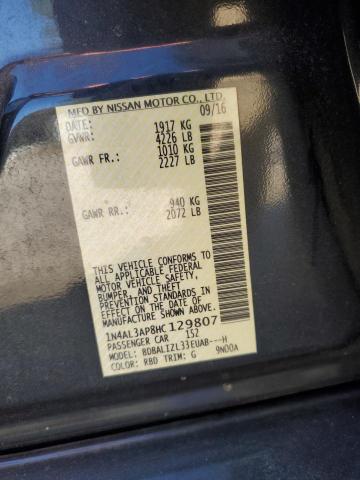 MFD BY NISSAN MOTOR CO., LTD.
09/16
DATE: 1917 KG
GVWR: 4226 LB
GAWR FR.: 1010 KG
2227 LB
GAWR RR.: 940 KG
2072 LB
THIS VEHICLE CONFORMS TO ALL
APPLICABLE FEDERAL
MOTOR VEHICLE SAFETY,
BUMPER, AND THEFT
PREVENTION STANDARDS IN EFFECT
ON THE DATE OF MANUFACTURE
SHOWN ABOVE.
1N4AL3AP8HC129807
PASSENGER CAR 152
MODEL: BDBALTZL33EUAB---H
COLOR: RBD TRIM: G 9N00A